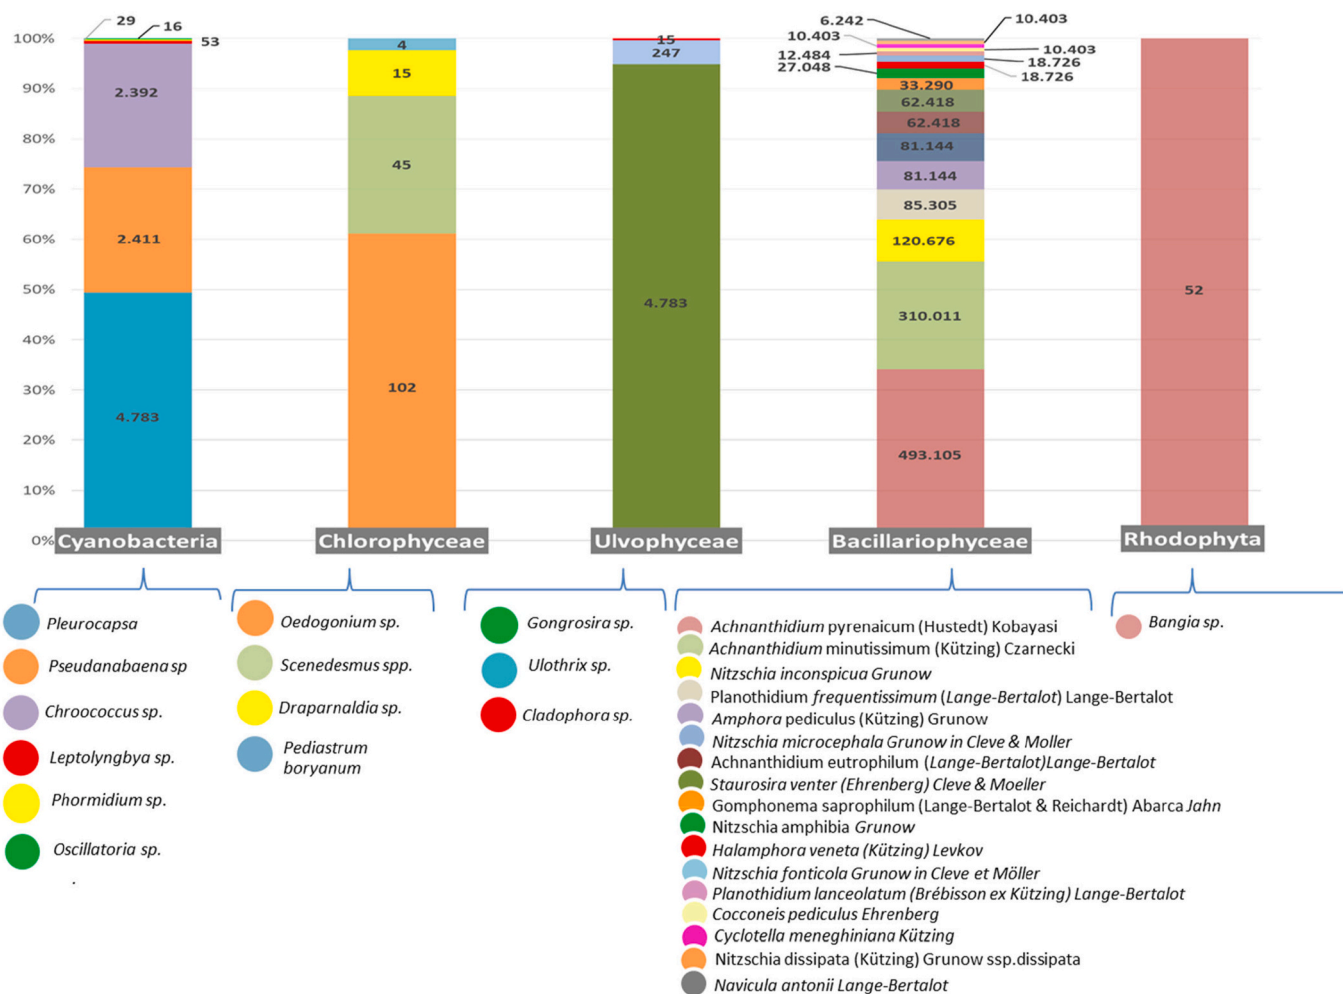 29
16
53
100%
90%
80%
70%
60%
50%
40%
30%
20%
10%
0%
2.392
2.411
4.783
4
15
45
102
15
247
4.783
6.242
10.403
10.403
10.403
12.484
18.726
27.048
18.726
33.290
62.418
62.418
81.144
81.144
85.305
120.676
310.011
493.105
52
Cyanobacteria
Chlorophyceae
Ulvophyceae
Bacillariophyceae
Rhodophyta
Pleurocapsa
Pseudanabaena sp
Chroococcus sp.
Leptolyngbya sp.
Phormidium sp.
Oscillatoria sp.
.
Oedogonium sp.
Scenedesmus spp.
Draparnaldia sp.
Pediastrum
boryanum
Gongrosira sp.
Ulothrix sp.
Cladophora sp.
Achnanthidium pyrenaicum (Hustedt) Kobayasi
Achnanthidium minutissimum (Kützing) Czarnecki
Nitzschia inconspicua Grunow
Planothidium frequentissimum (Lange-Bertalot) Lange-Bertalot
Amphora pediculus (Kützing) Grunow
Nitzschia microcephala Grunow in Cleve & Moller
Achnanthidium eutrophilum (Lange-Bertalot)Lange-Bertalot
Staurosira venter (Ehrenberg) Cleve & Moeller
Gomphonema saprophilum (Lange-Bertalot & Reichardt) Abarca Jahn
Nitzschia amphibia Grunow
Halamphora veneta (Kützing) Levkov
Nitzschia fonticola Grunow in Cleve et Möller
Planothidium lanceolatum (Brébisson ex Kützing) Lange-Bertalot
Cocconeis pediculus Ehrenberg
Cyclotella meneghiniana Kützing
Nitzschia dissipata (Kützing) Grunow ssp.dissipata
Navicula antonii Lange-Bertalot
Bangia sp.